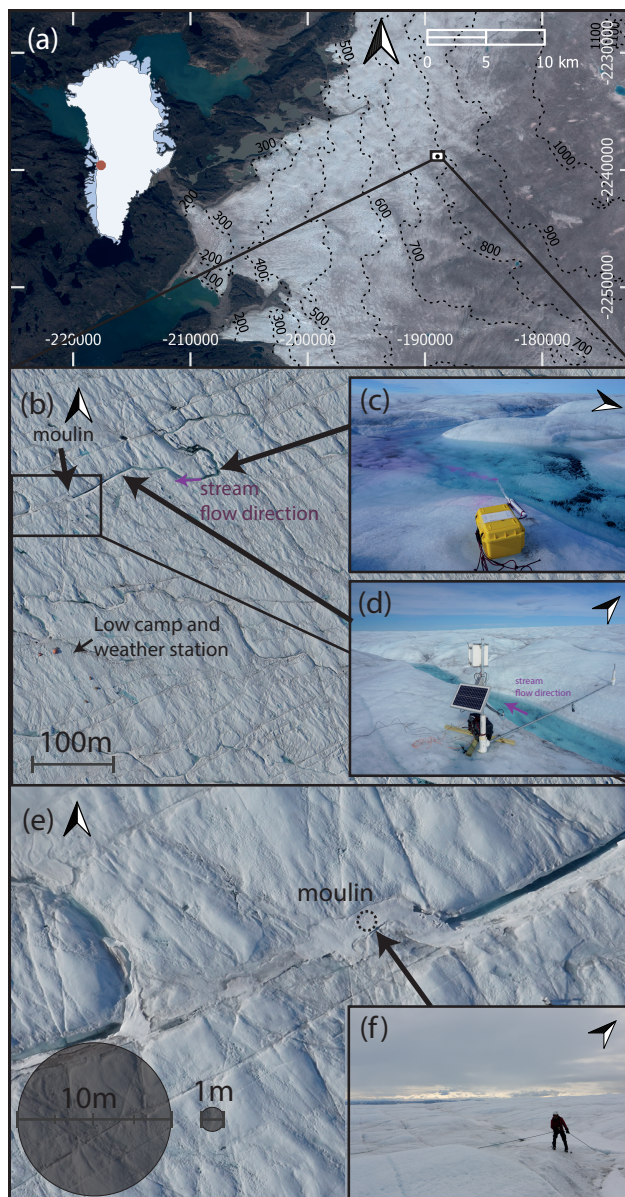 (a)
0 5 10 km
500
1100
1000
-2230000
300
200
300
600
-2240000
200
100
400
700
800
900
500
200
300
-2250000
700
-220000 -210000 -200000 -190000 -180000
(b)
moulin
stream
flow direction
Low camp and
weather station
100m
(c)
(d)
stream
flow direction
(e)
moulin
10m
1m
(f)